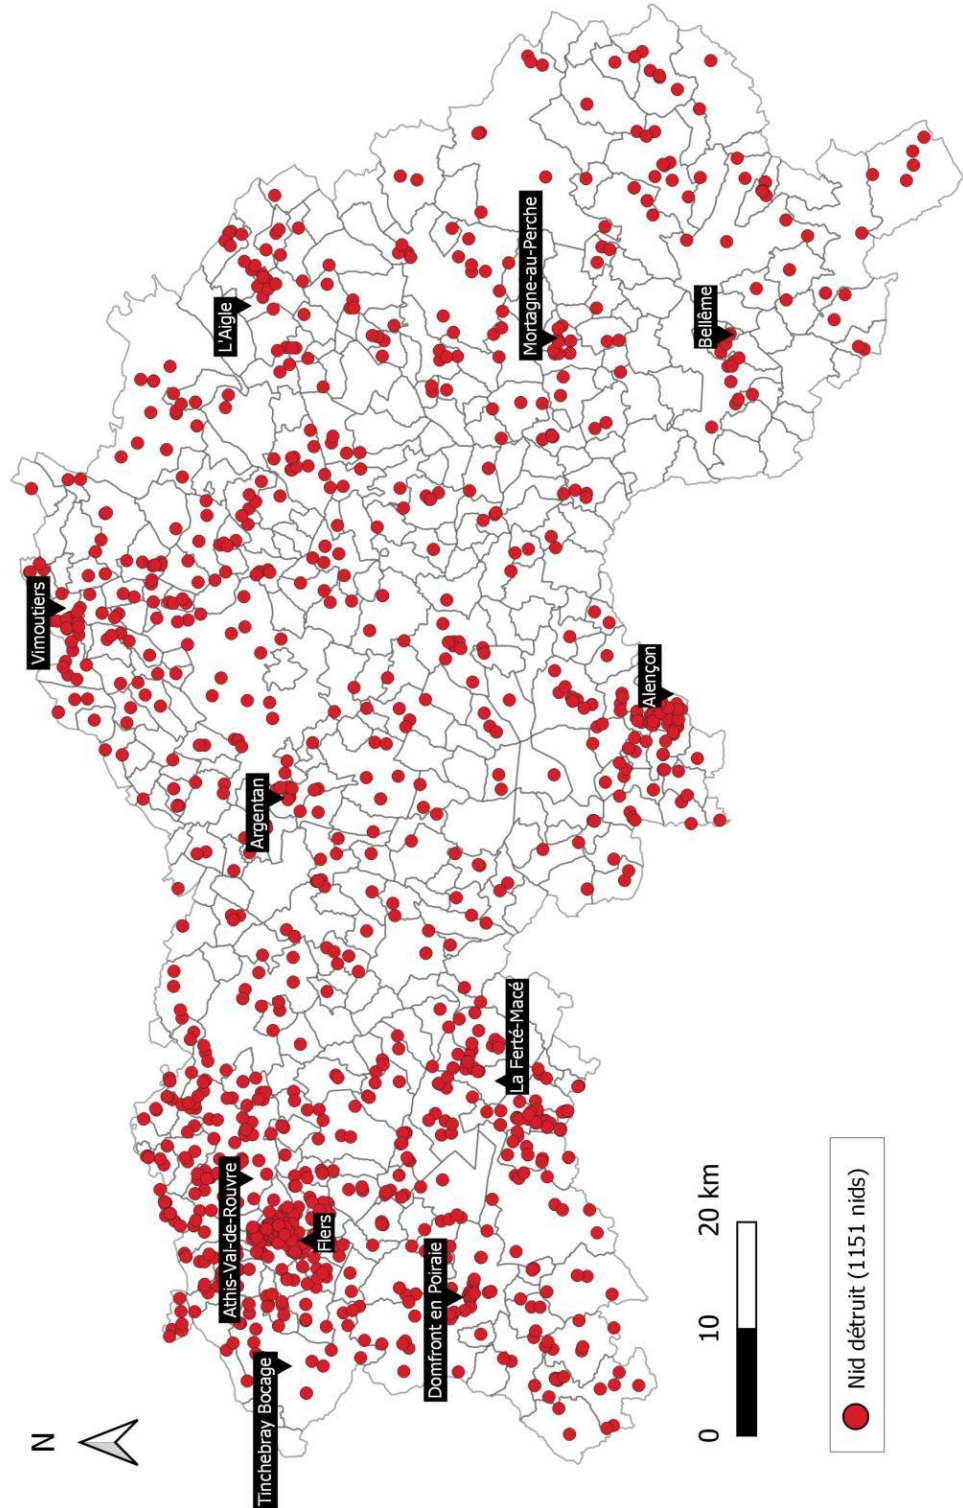 N
Vimoutiers
L'Aigle
Argentan
Athis-Val-de-Rouvre
Tinchebray Bocage
Flers
Mortagne-au-Perche
Domfront en Poiraie
La Ferté-Macé
Alençon
Bellême
0 10 20 km
Nid détruit (1151 nids)